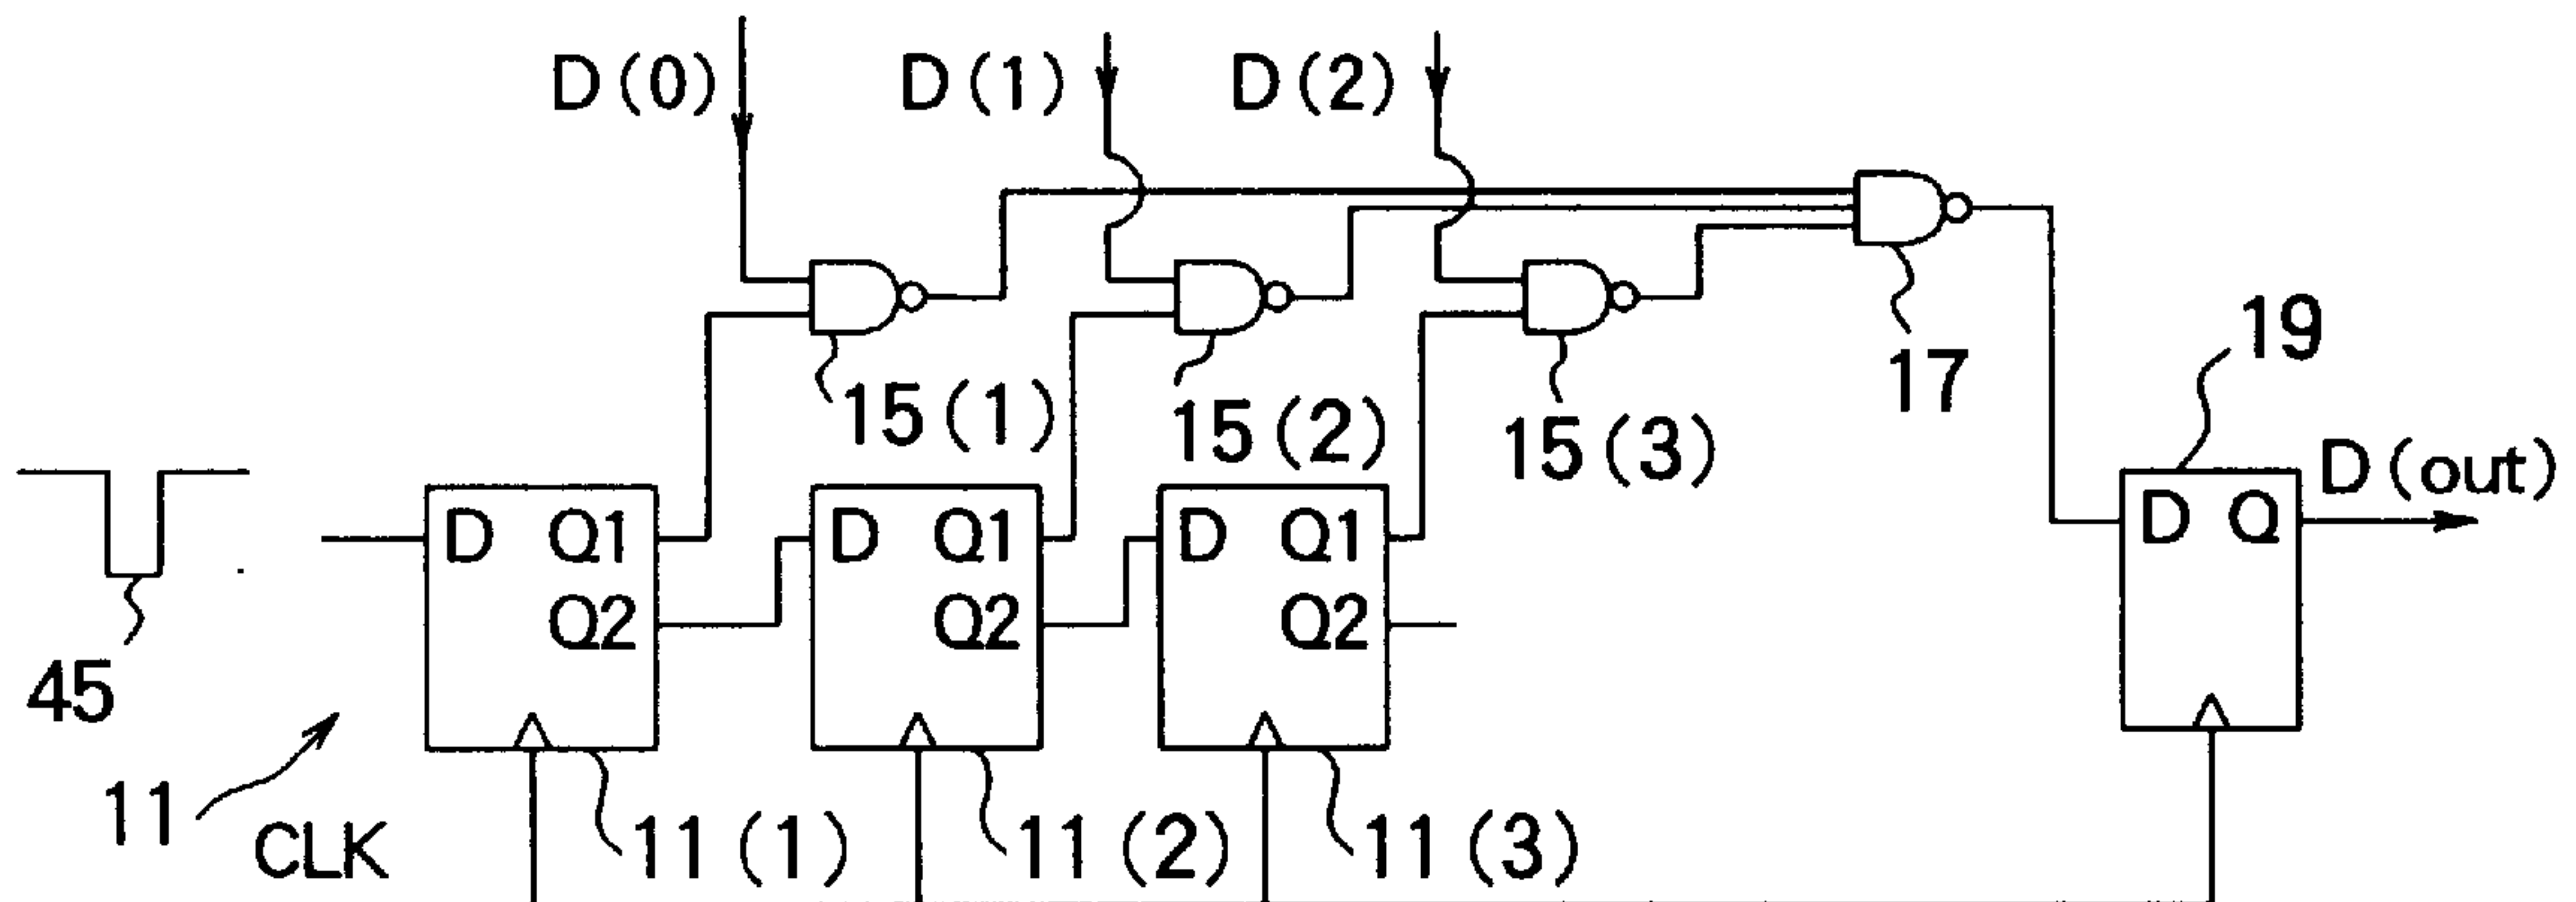 D(0) D(1) D(2)
17
19
15(1) 15(2) 15(3)
D(out)
D Q1 D Q1 D Q1 D Q
Q2 Q2 Q2
45
11
CLK
11(1) 11(2) 11(3)